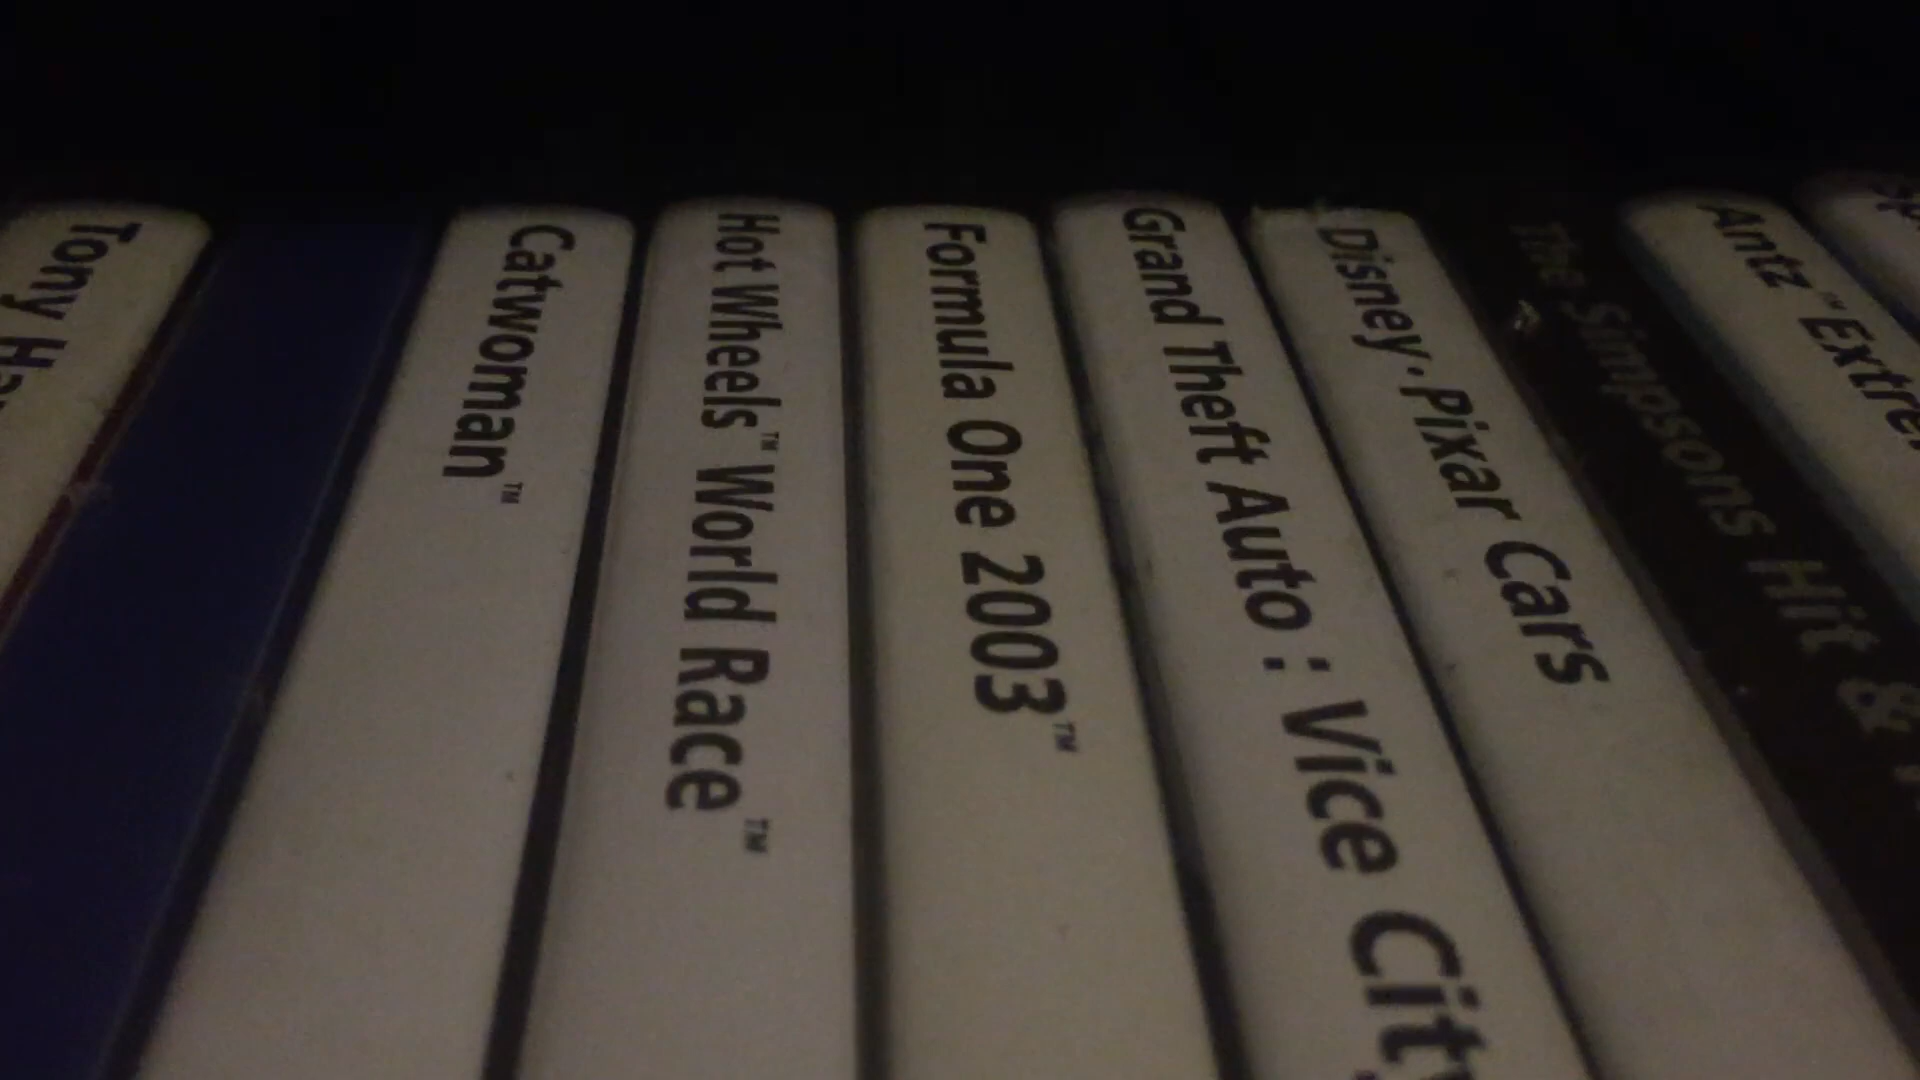 Tony
Catwoman™
Hot Wheels™ World Race™
Formula One 2003™
Grand Theft Auto : Vice City
Disney.Pixar Cars
The Simpsons Hit &
Antz™ Extre